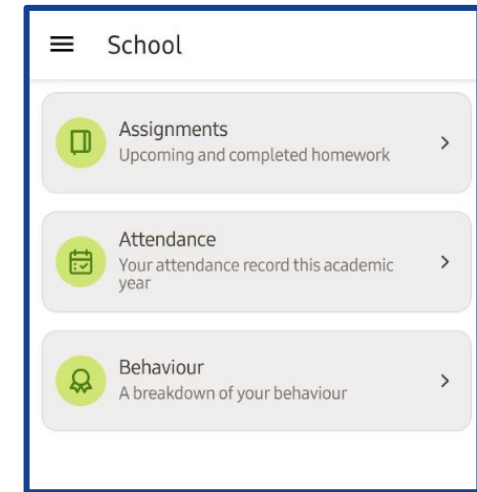 School
Assignments
Upcoming and completed homework
Attendance
Your attendance record this academic
year
Behaviour
A breakdown of your behaviour